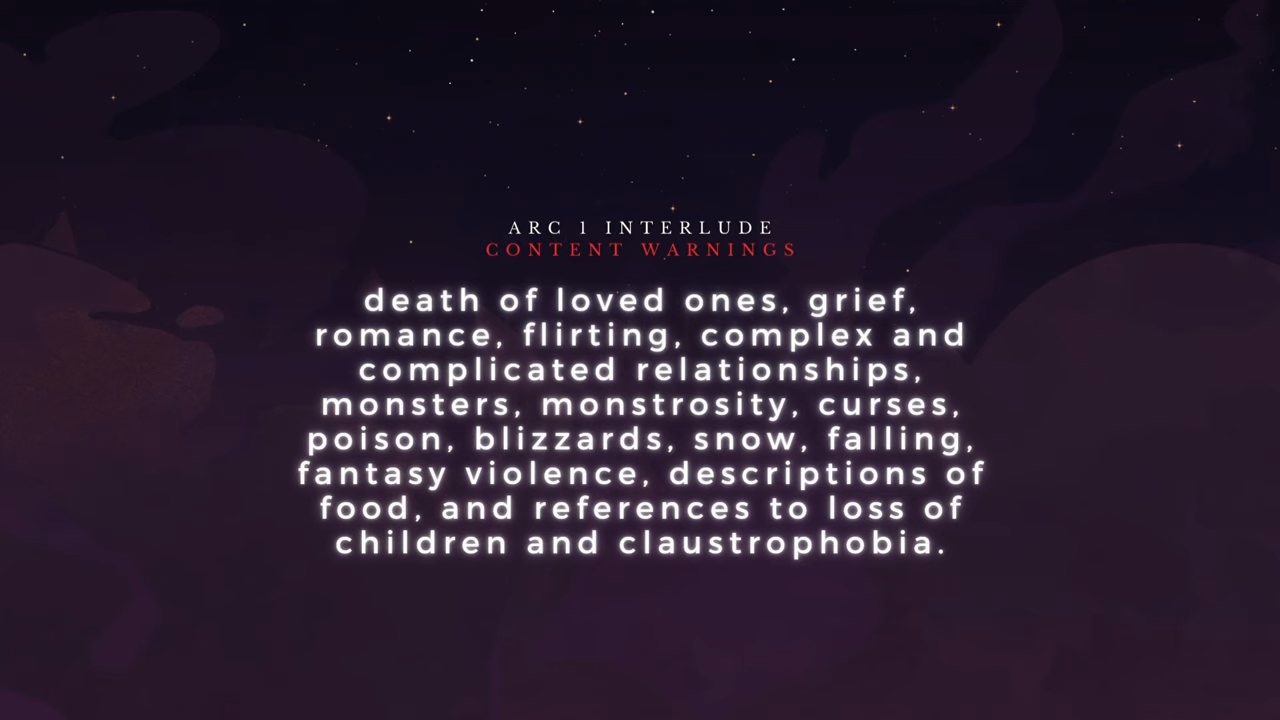 ARC 1 INTERLUDE
CONTENT WARNINGS
death of loved ones, grief,
romance, flirting, complex and
complicated relationships,
monsters, monstrosity, curses,
poison, blizzards, snow, falling,
fantasy violence, descriptions of
food, and references to loss of
children and claustrophobia.